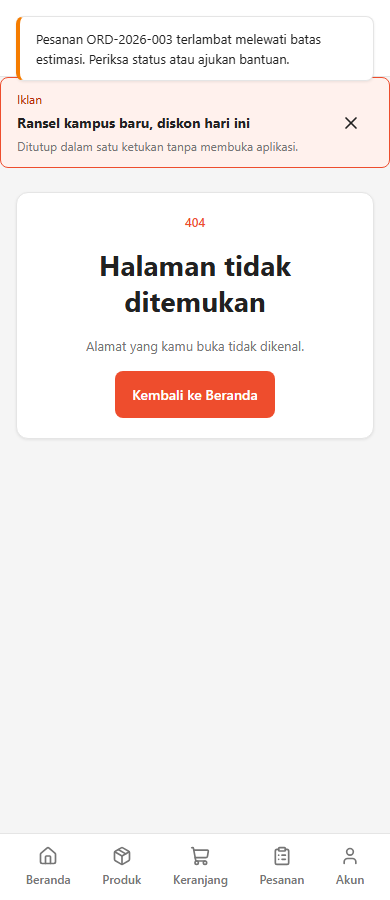 Pesanan ORD-2026-003 terlambat melewati batas
estimasi. Periksa status atau ajukan bantuan.
Iklan
Ransel kampus baru, diskon hari ini
Ditutup dalam satu ketukan tanpa membuka aplikasi.
404
Halaman tidak
ditemukan
Alamat yang kamu buka tidak dikenal.
Kembali ke Beranda
Beranda Produk Keranjang Pesanan Akun